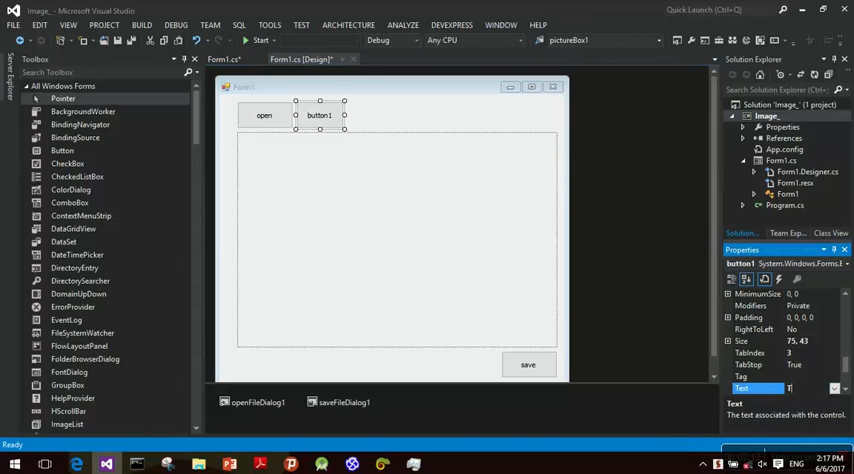 Image_ - Microsoft Visual Studio
Quick Launch (Ctrl+Q)
FILE EDIT VIEW PROJECT BUILD DEBUG TEAM SQL TOOLS TEST ARCHITECTURE ANALYZE DEVEXPRESS WINDOW HELP
Start Debug Any CPU pictureBox1
Server Explorer
Toolbox
Search Toolbox
All Windows Forms
Pointer
BackgroundWorker
BindingNavigator
BindingSource
Button
CheckBox
CheckedListBox
ColorDialog
ComboBox
ContextMenuStrip
DataGridView
DataSet
DateTimePicker
DirectoryEntry
DirectorySearcher
DomainUpDown
ErrorProvider
EventLog
FileSystemWatcher
FlowLayoutPanel
FolderBrowserDialog
FontDialog
GroupBox
HelpProvider
HScrollBar
ImageList
Form1.cs* Form1.cs [Design]*
Form1
open button1
save
openFileDialog1 saveFileDialog1
Solution Explorer
Search Solution Explorer
Solution 'Image_' (1 project)
Image_
Properties
References
App.config
Form1.cs
Form1.Designer.cs
Form1.resx
Form1
Program.cs
Solution... Team Exp... Class View
Properties
button1 System.Windows.Forms.B
MinimumSize 0, 0
Modifiers Private
Padding 0, 0, 0, 0
RightToLeft No
Size 75, 43
TabIndex 3
TabStop True
Tag
Text T
Text
The text associated with the control.
Ready
2:17 PM
6/6/2017